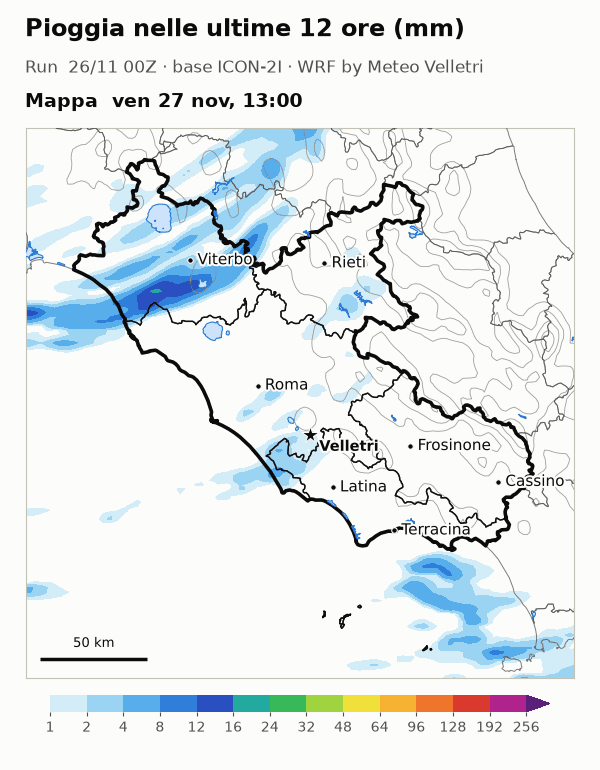 Pioggia nelle ultime 12 ore (mm)
Run 26/11 00Z · base ICON-2I · WRF by Meteo Velletri
Mappa ven 27 nov, 13:00
Viterbo
Rieti
Roma
Velletri
Frosinone
Latina
Cassino
Terracina
50 km
1 2 4 8 12 16 24 32 48 64 96 128 192 256